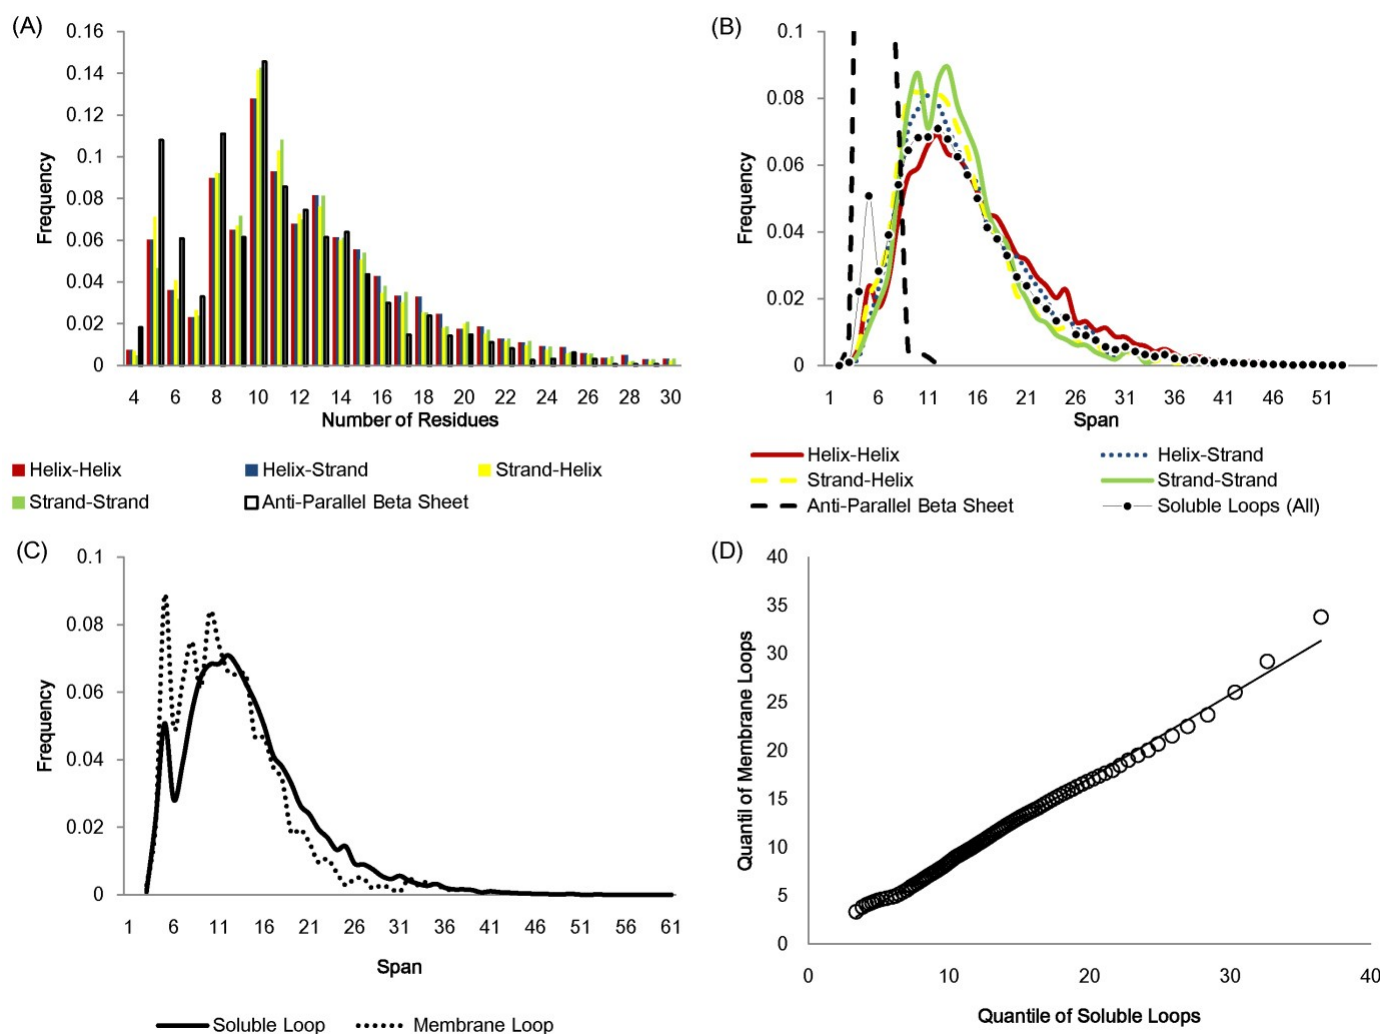 (A)
0.16
0.14
0.12
0.1
0.08
0.06
0.04
0.02
0
Frequency
4 6 8 10 12 14 16 18 20 22 24 26 28 30
Number of Residues
Helix-Helix Helix-Strand Strand-Helix
Strand-Strand Anti-Parallel Beta Sheet
(B)
0.1
0.08
0.06
0.04
0.02
0
Frequency
1 6 11 16 21 26 31 36 41 46 51
Span
Helix-Helix Helix-Strand
Strand-Helix Strand-Strand
Anti-Parallel Beta Sheet Soluble Loops (All)
(C)
0.1
0.08
0.06
0.04
0.02
0
Frequency
1 6 11 16 21 26 31 36 41 46 51 56 61
Span
Soluble Loop Membrane Loop
(D)
40
35
30
25
20
15
10
5
0
Quantil of Membrane Loops
0 10 20 30 40
Quantile of Soluble Loops